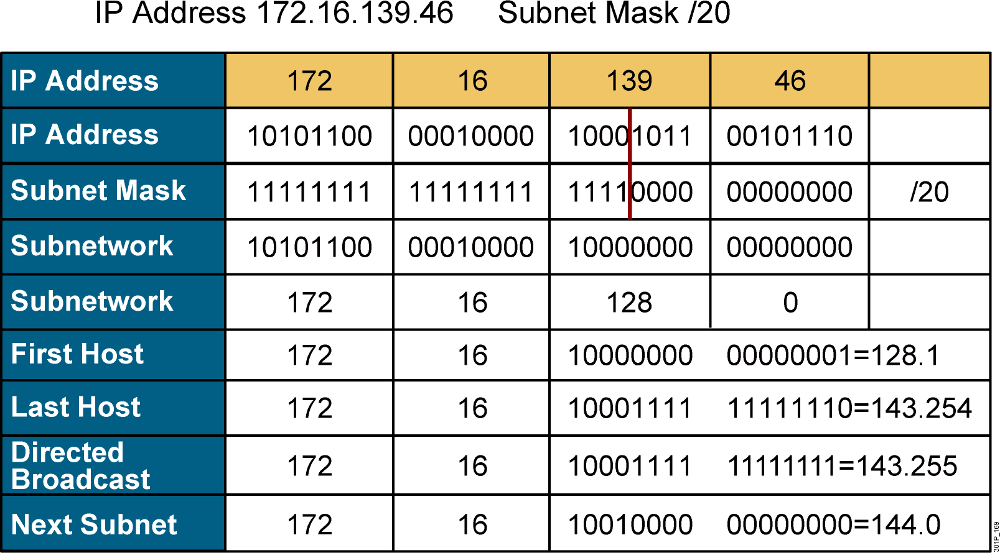 IP Address 172.16.139.46 Subnet Mask /20
IP Address 172 16 139 46
IP Address 10101100 00010000 10001011 00101110
Subnet Mask 11111111 11111111 11110000 00000000 /20
Subnetwork 10101100 00010000 10000000 00000000
Subnetwork 172 16 128 0
First Host 172 16 10000000 00000001=128.1
Last Host 172 16 10001111 11111110=143.254
Directed
Broadcast 172 16 10001111 11111111=143.255
Next Subnet 172 16 10010000 00000000=144.0
301P_169